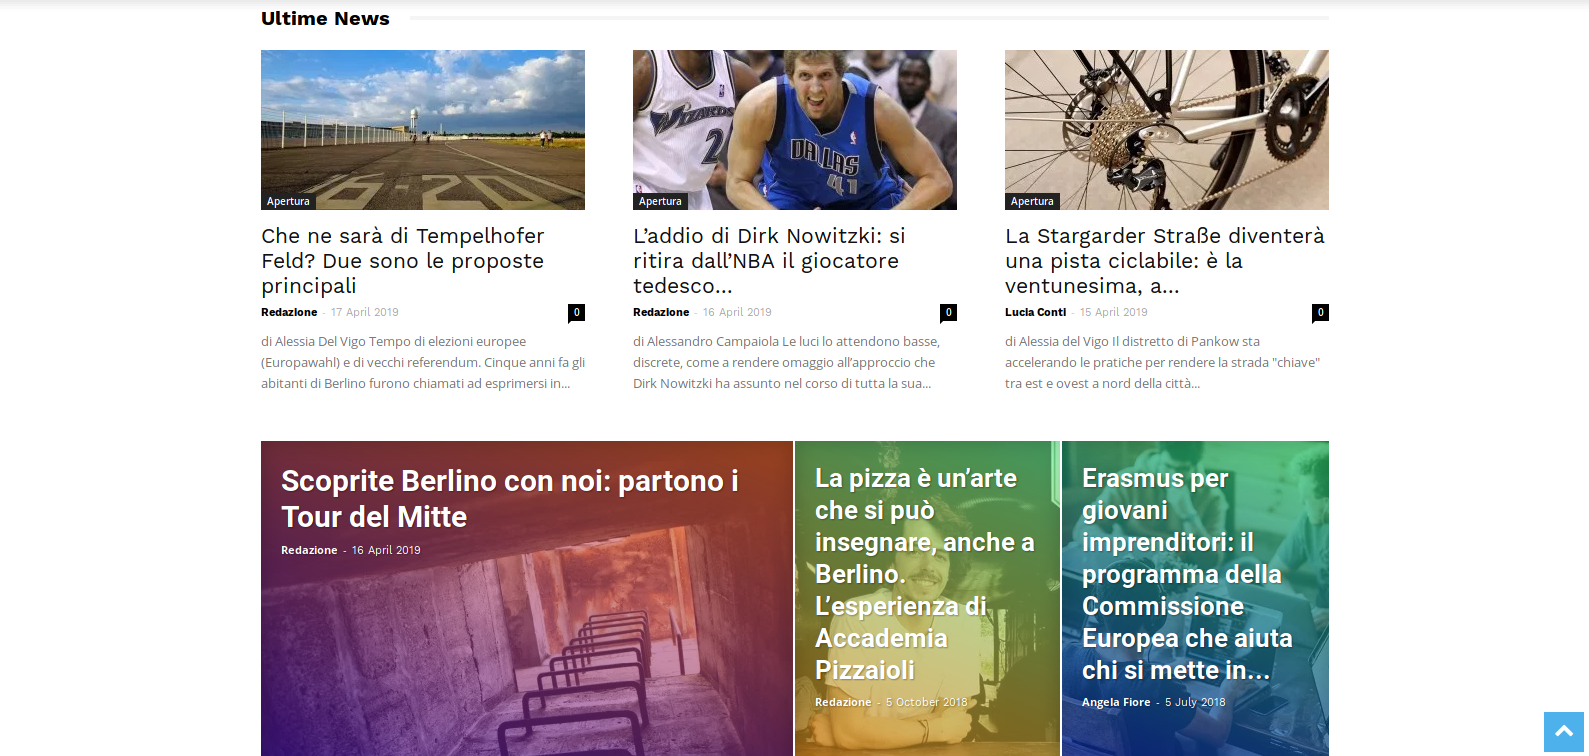 Ultime News
WIZARDS
2
DALLAS
41
16-20
Apertura
Apertura
Apertura
Che ne sarà di Tempelhofer
Feld? Due sono le proposte
principali
Redazione - 17 April 2019
0
di Alessia Del Vigo Tempo di elezioni europee
(Europawahl) e di vecchi referendum. Cinque anni fa gli
abitanti di Berlino furono chiamati ad esprimersi in...
L’addio di Dirk Nowitzki: si
ritira dall’NBA il giocatore
tedesco...
Redazione - 16 April 2019
0
di Alessandro Campaiola Le luci lo attendono basse,
discrete, come a rendere omaggio all’approccio che
Dirk Nowitzki ha assunto nel corso di tutta la sua...
La Stargarder Straße diventerà
una pista ciclabile: è la
ventunesima, a...
Lucia Conti - 15 April 2019
0
di Alessia del Vigo Il distretto di Pankow sta
accelerando le pratiche per rendere la strada "chiave"
tra est e ovest a nord della città...
Scoprite Berlino con noi: partono i
Tour del Mitte
Redazione - 16 April 2019
La pizza è un’arte
che si può
insegnare, anche a
Berlino.
L’esperienza di
Accademia
Pizzaioli
Redazione - 5 October 2018
Erasmus per
giovani
imprenditori: il
programma della
Commissione
Europea che aiuta
chi si mette in...
Angela Fiore - 5 July 2018